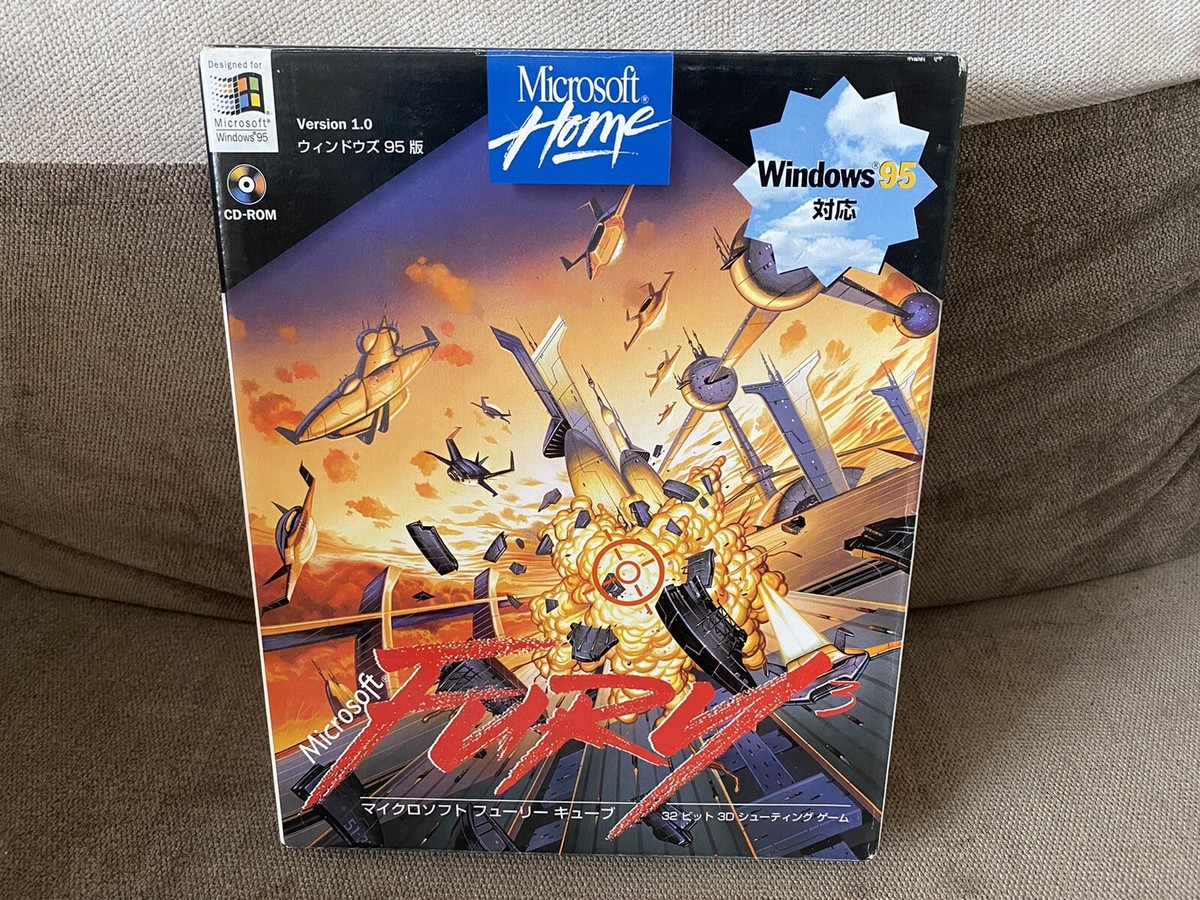 Designed for
Microsoft®
Windows®95
CD-ROM
Version 1.0
ウィンドウズ 95 版
Microsoft®
Home
Windows®95
対応
Microsoft®
FURY³
マイクロソフト フューリー キューブ
32 ビット 3D シューティング ゲーム